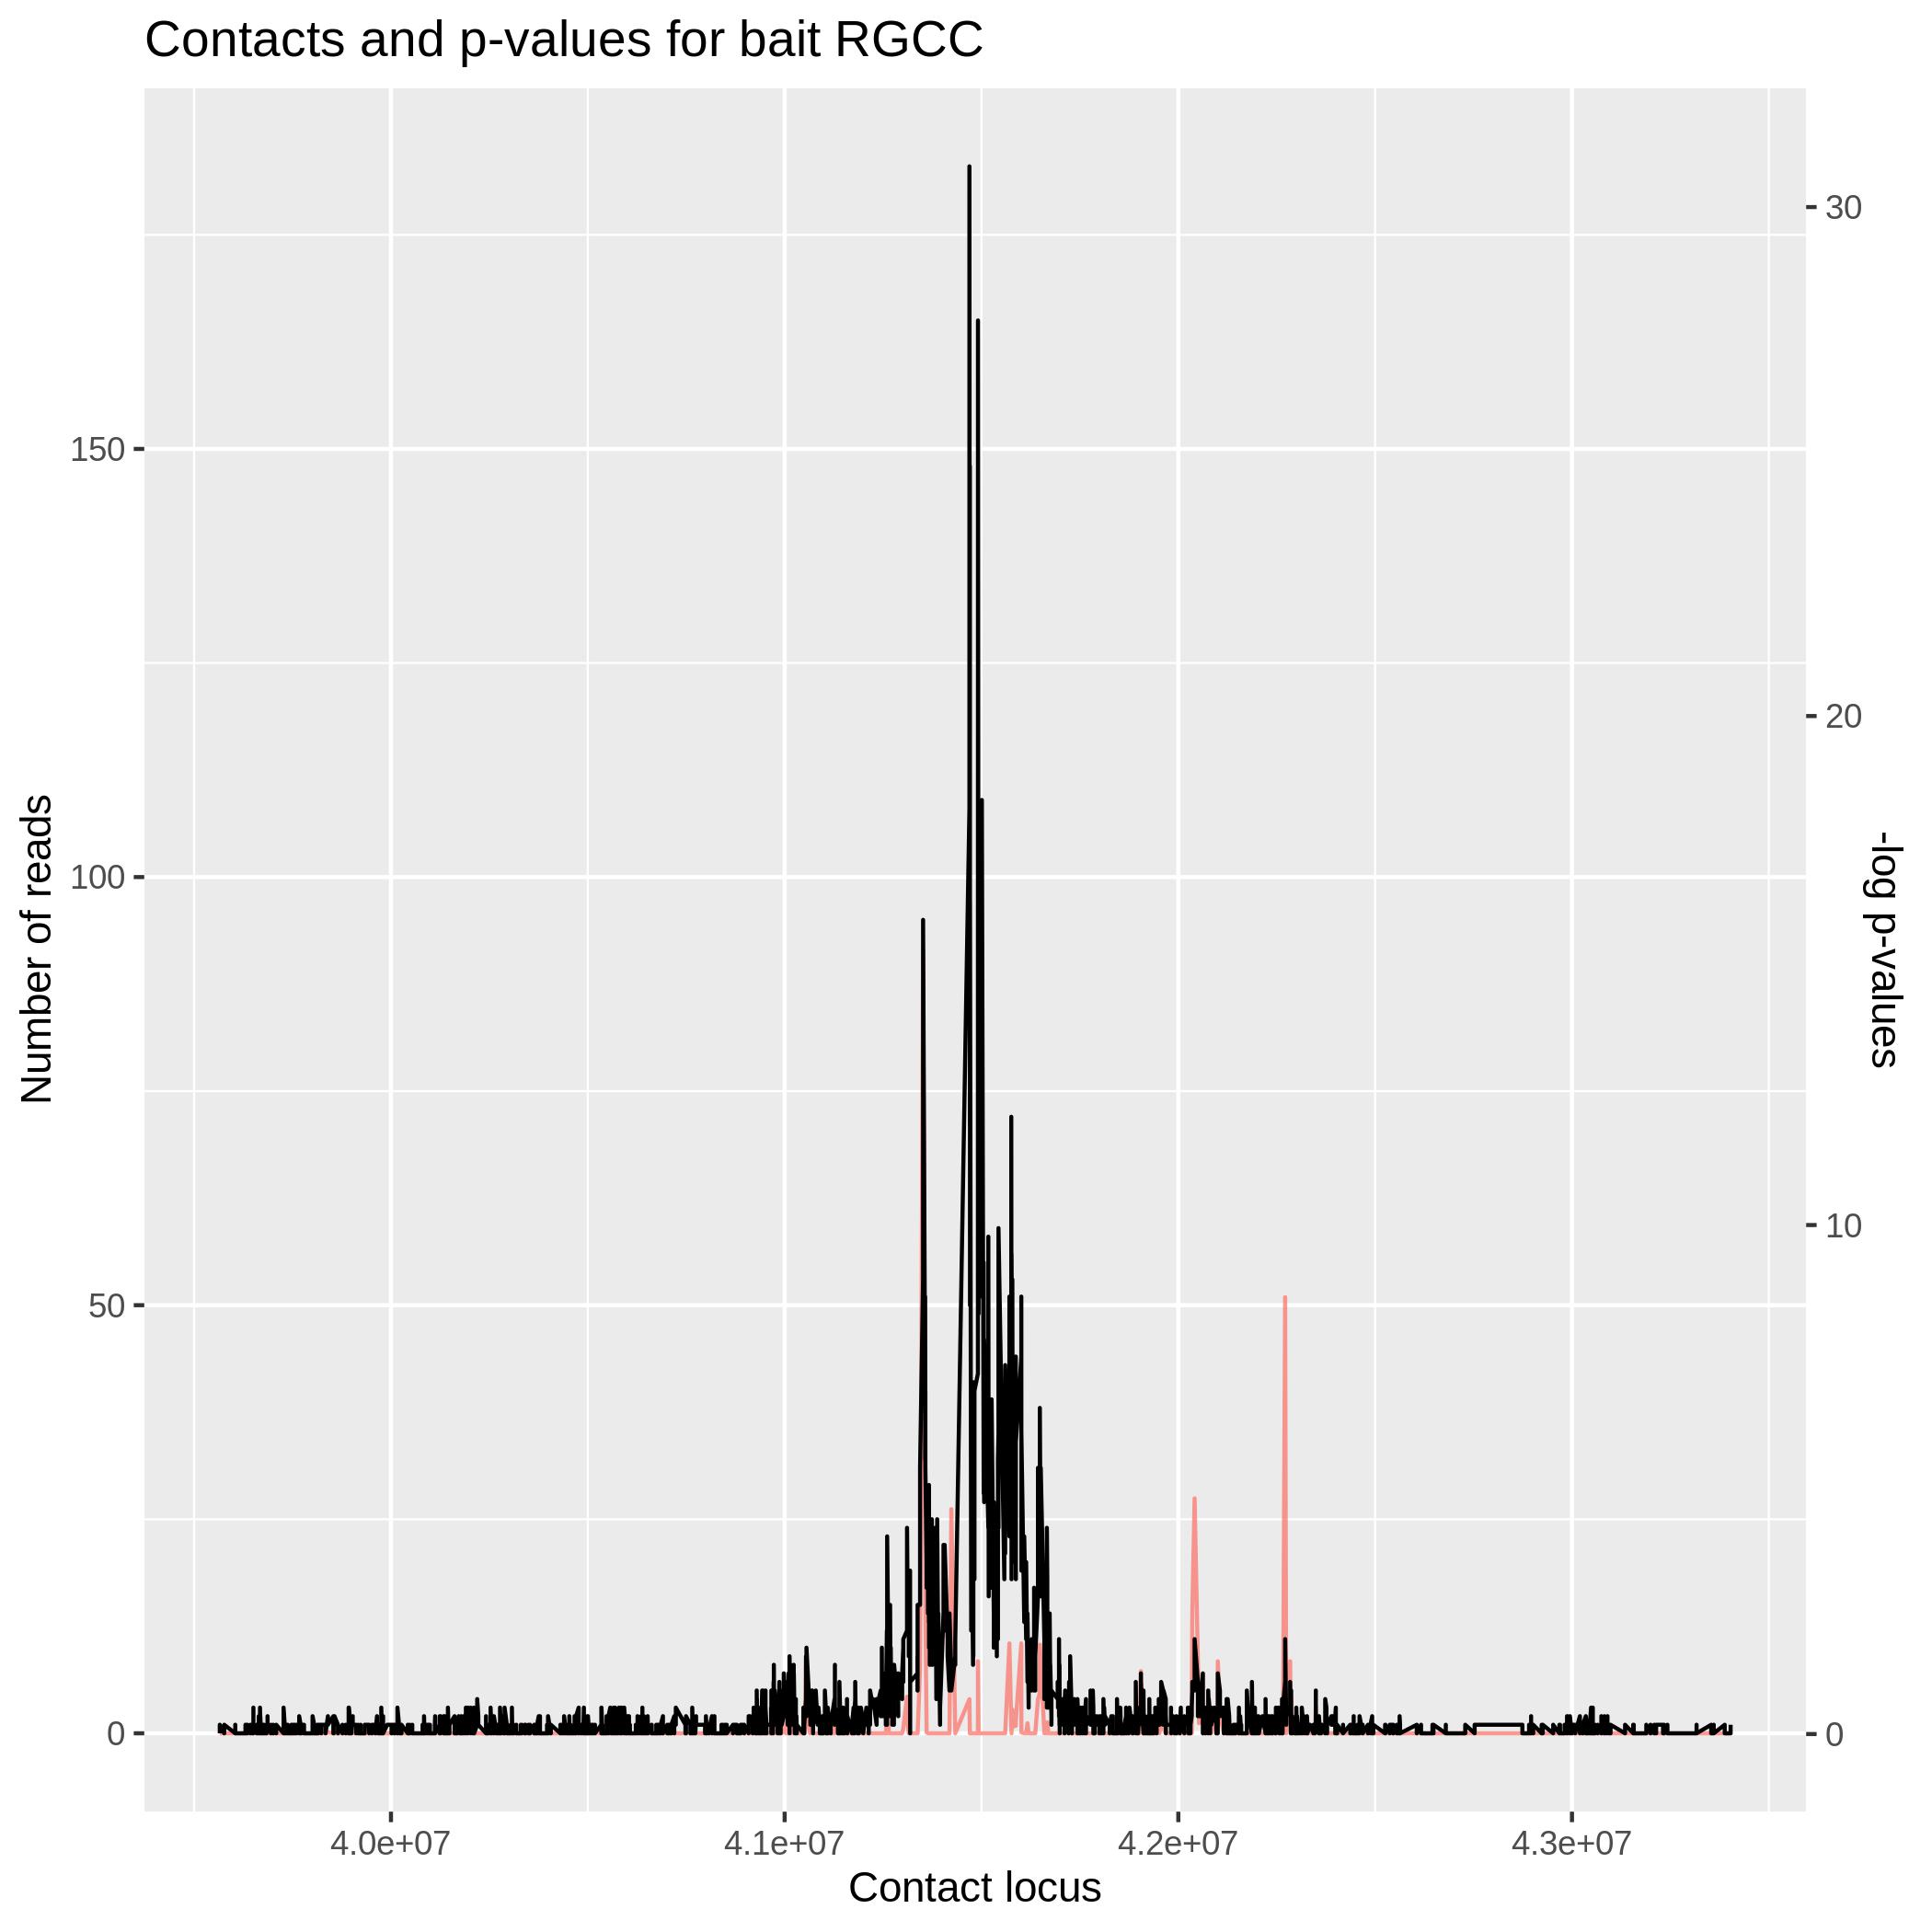 Contacts and p-values for bait RGCC
Number of reads
150
100
50
0
30
20
10
0
-log p-values
4.0e+07
4.1e+07
4.2e+07
4.3e+07
Contact locus